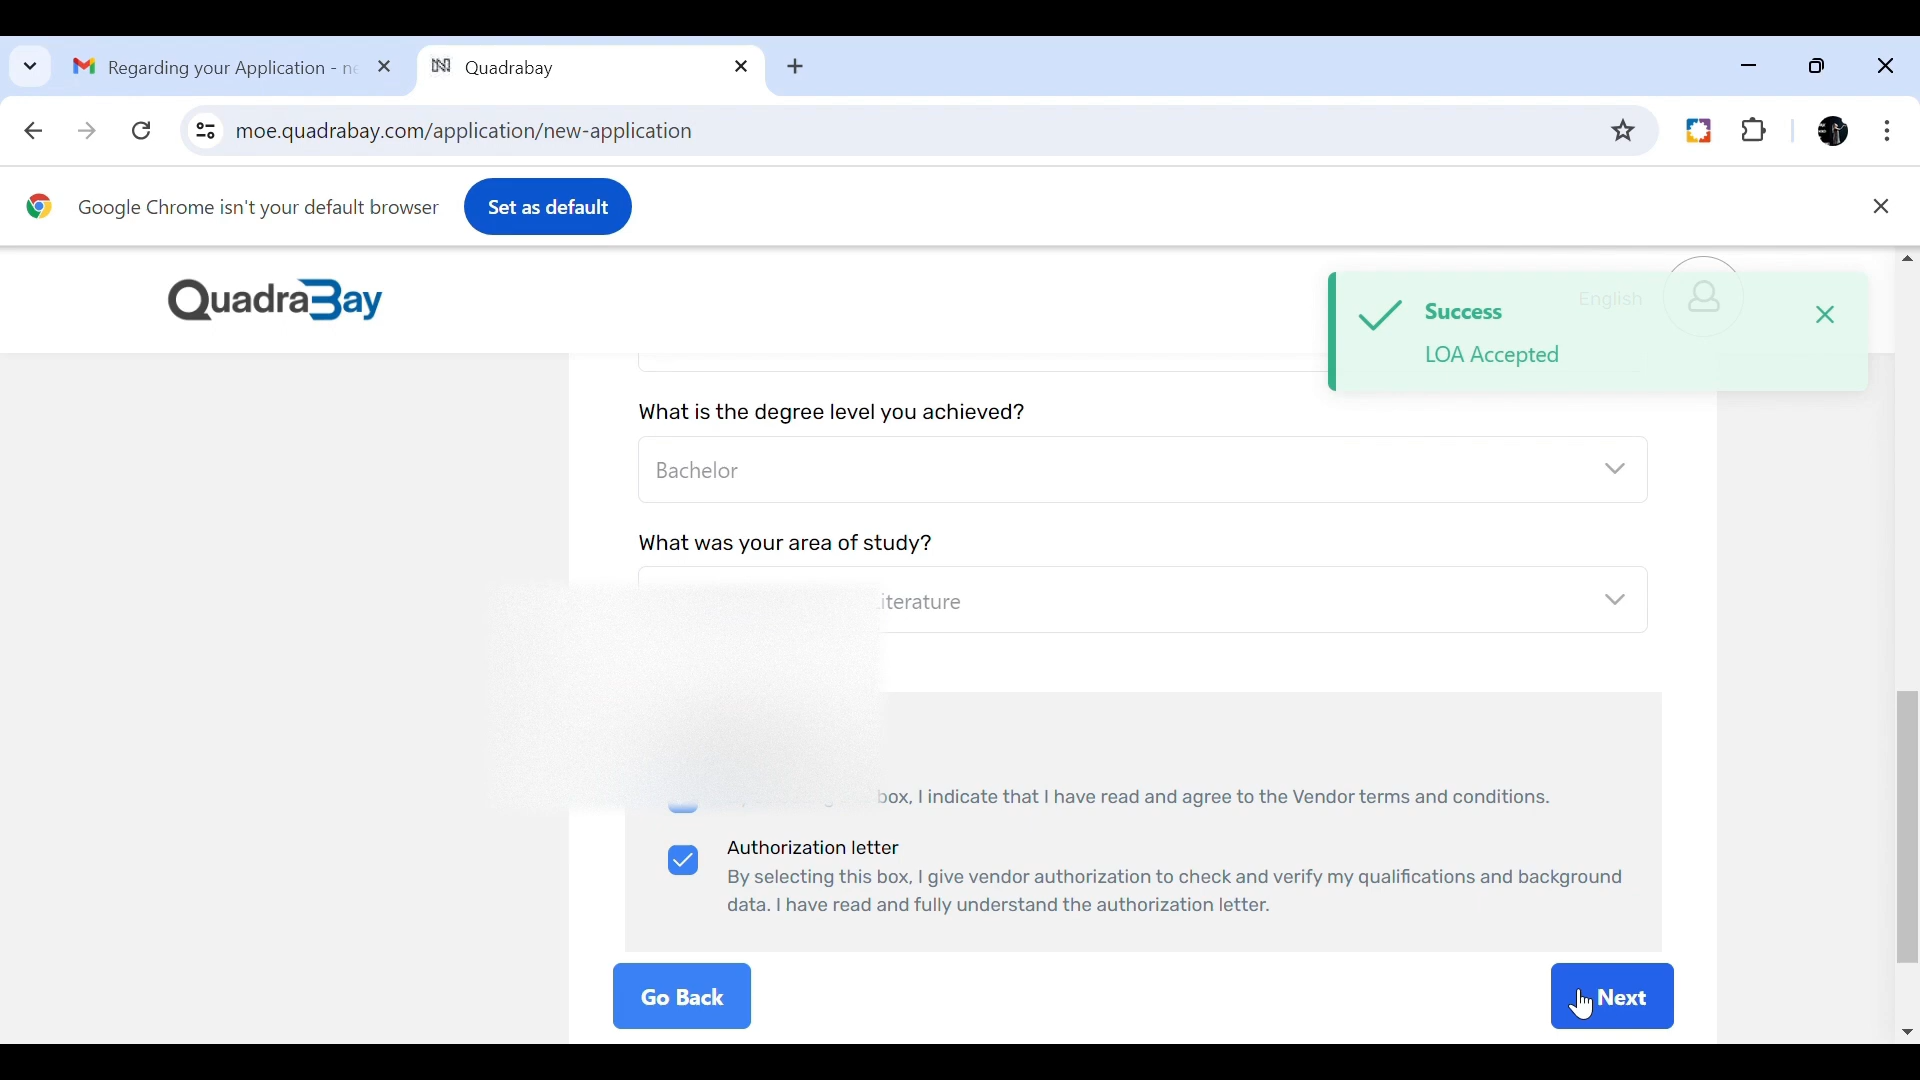 Regarding your Application - ne
Quadrabay
moe.quadrabay.com/application/new-application
Google Chrome isn't your default browser
Set as default
QuadraBay
English
Success
LOA Accepted
What is the degree level you achieved?
Bachelor
What was your area of study?
iterature
box, I indicate that I have read and agree to the Vendor terms and conditions.
Authorization letter
By selecting this box, I give vendor authorization to check and verify my qualifications and background
data. I have read and fully understand the authorization letter.
Go Back
Next